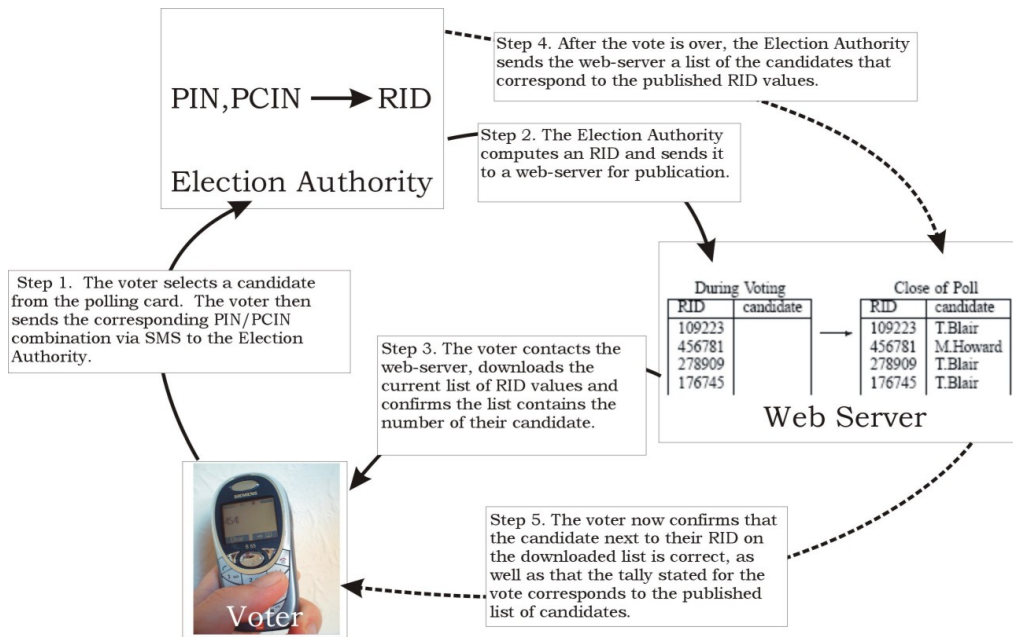 PIN,PCIN RID
Election Authority
Step 4. After the vote is over, the Election Authority
sends the web-server a list of the candidates that
correspond to the published RID values.
Step 2. The Election Authority
computes an RID and sends it
to a web-server for publication.
Step 1. The voter selects a candidate
from the polling card. The voter then
sends the corresponding PIN/PCIN
combination via SMS to the Election
Authority.
During Voting
RID candidate
109223
456781
278909
176745
Close of Poll
RID candidate
109223 T.Blair
456781 M.Howard
278909 T.Blair
176745 T.Blair
Web Server
Step 3. The voter contacts the
web-server, downloads the
current list of RID values and
confirms the list contains the
number of their candidate.
SIEMENS
Voter
Step 5. The voter now confirms that
the candidate next to their RID on
the downloaded list is correct, as
well as that the tally stated for the
vote corresponds to the published
list of candidates.